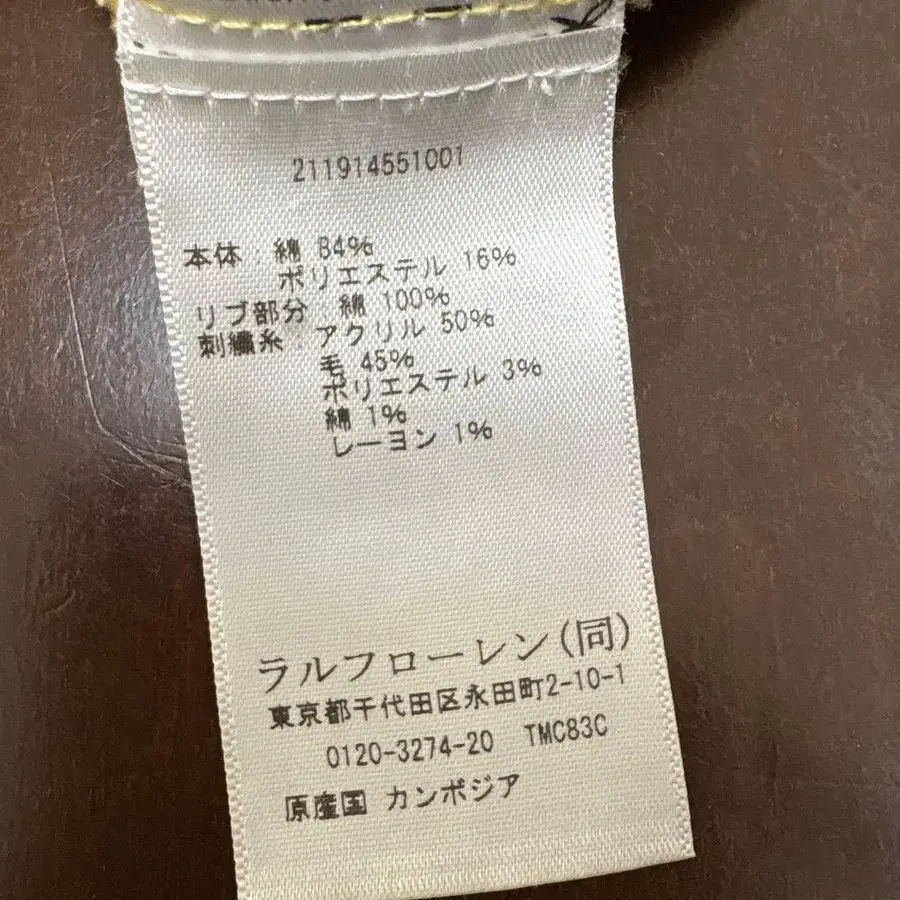 211914551001
本体：綿 84%
ポリエステル 16%
リブ部分：綿 100%
刺繍糸：アクリル 50%
毛 45%
ポリエステル 3%
綿 1%
レーヨン 1%
ラルフローレン(同)
東京都千代田区永田町2-10-1
0120-3274-20 TMC83C
原産国 カンボジア